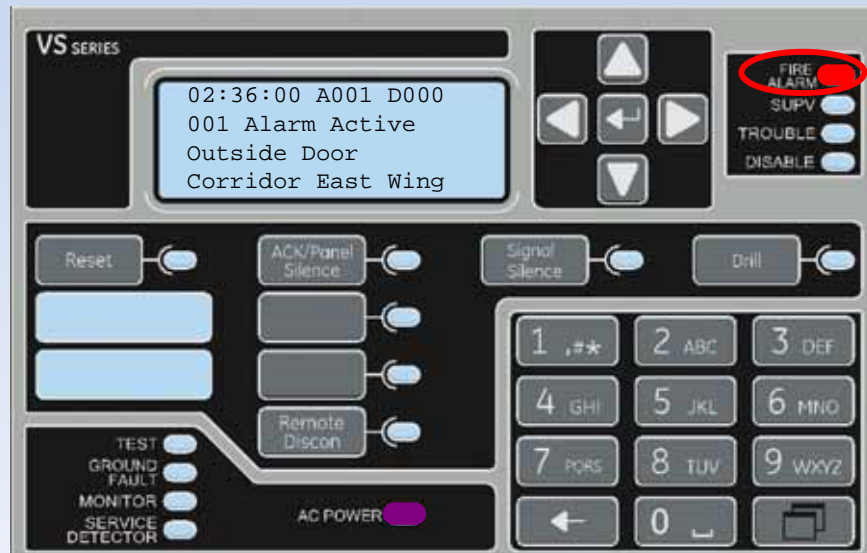 VS SERIES
02:36:00 A001 D000
001 Alarm Active
Outside Door
Corridor East Wing
FIRE
ALARM
SUPV
TROUBLE
DISABLE
Reset
ACK/Panel
Silence
Signal
Silence
Drill
Remote
Discon
1 ,#*
2 ABC
3 DEF
4 GHI
5 JKL
6 MNO
7 PQRS
8 TUV
9 WXYZ
0
TEST
GROUND
FAULT
MONITOR
SERVICE
DETECTOR
AC POWER